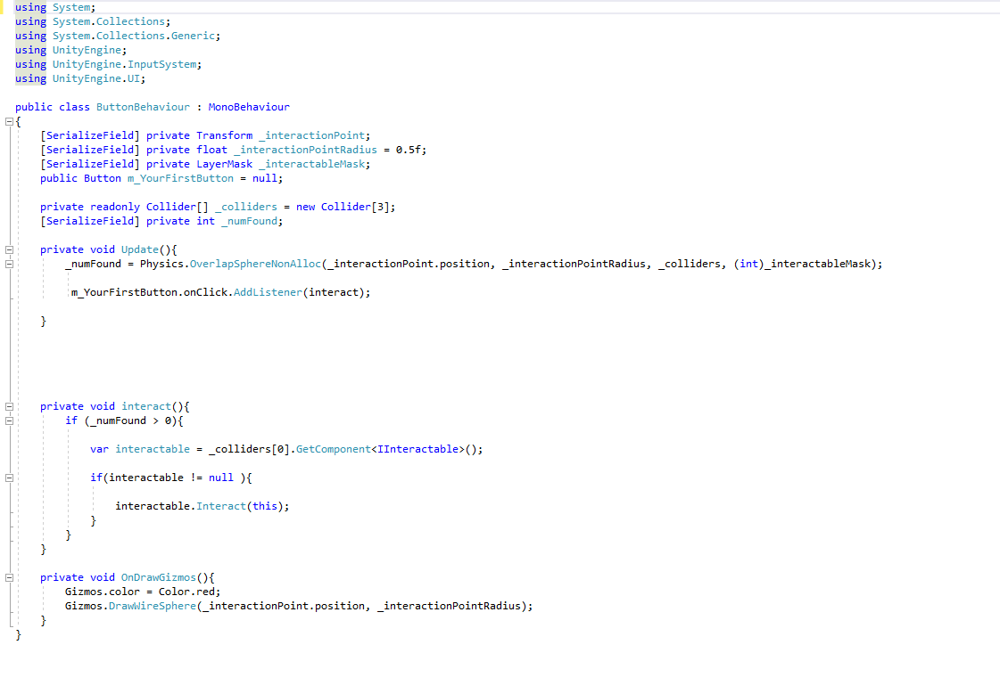 using System;
using System.Collections;
using System.Collections.Generic;
using UnityEngine;
using UnityEngine.InputSystem;
using UnityEngine.UI;
public class ButtonBehaviour : MonoBehaviour
{
[SerializeField] private Transform _interactionPoint;
[SerializeField] private float _interactionPointRadius = 0.5f;
[SerializeField] private LayerMask _interactableMask;
public Button m_YourFirstButton = null;
private readonly Collider[] _colliders = new Collider[3];
[SerializeField] private int _numFound;
private void Update(){
_numFound = Physics.OverlapSphereNonAlloc(_interactionPoint.position, _interactionPointRadius, _colliders, (int)_interactableMask);
m_YourFirstButton.onClick.AddListener(interact);
}
private void interact(){
if (_numFound > 0){
var interactable = _colliders[0].GetComponent<IInteractable>();
if(interactable != null ){
interactable.Interact(this);
}
}
}
private void OnDrawGizmos(){
Gizmos.color = Color.red;
Gizmos.DrawWireSphere(_interactionPoint.position, _interactionPointRadius);
}
}